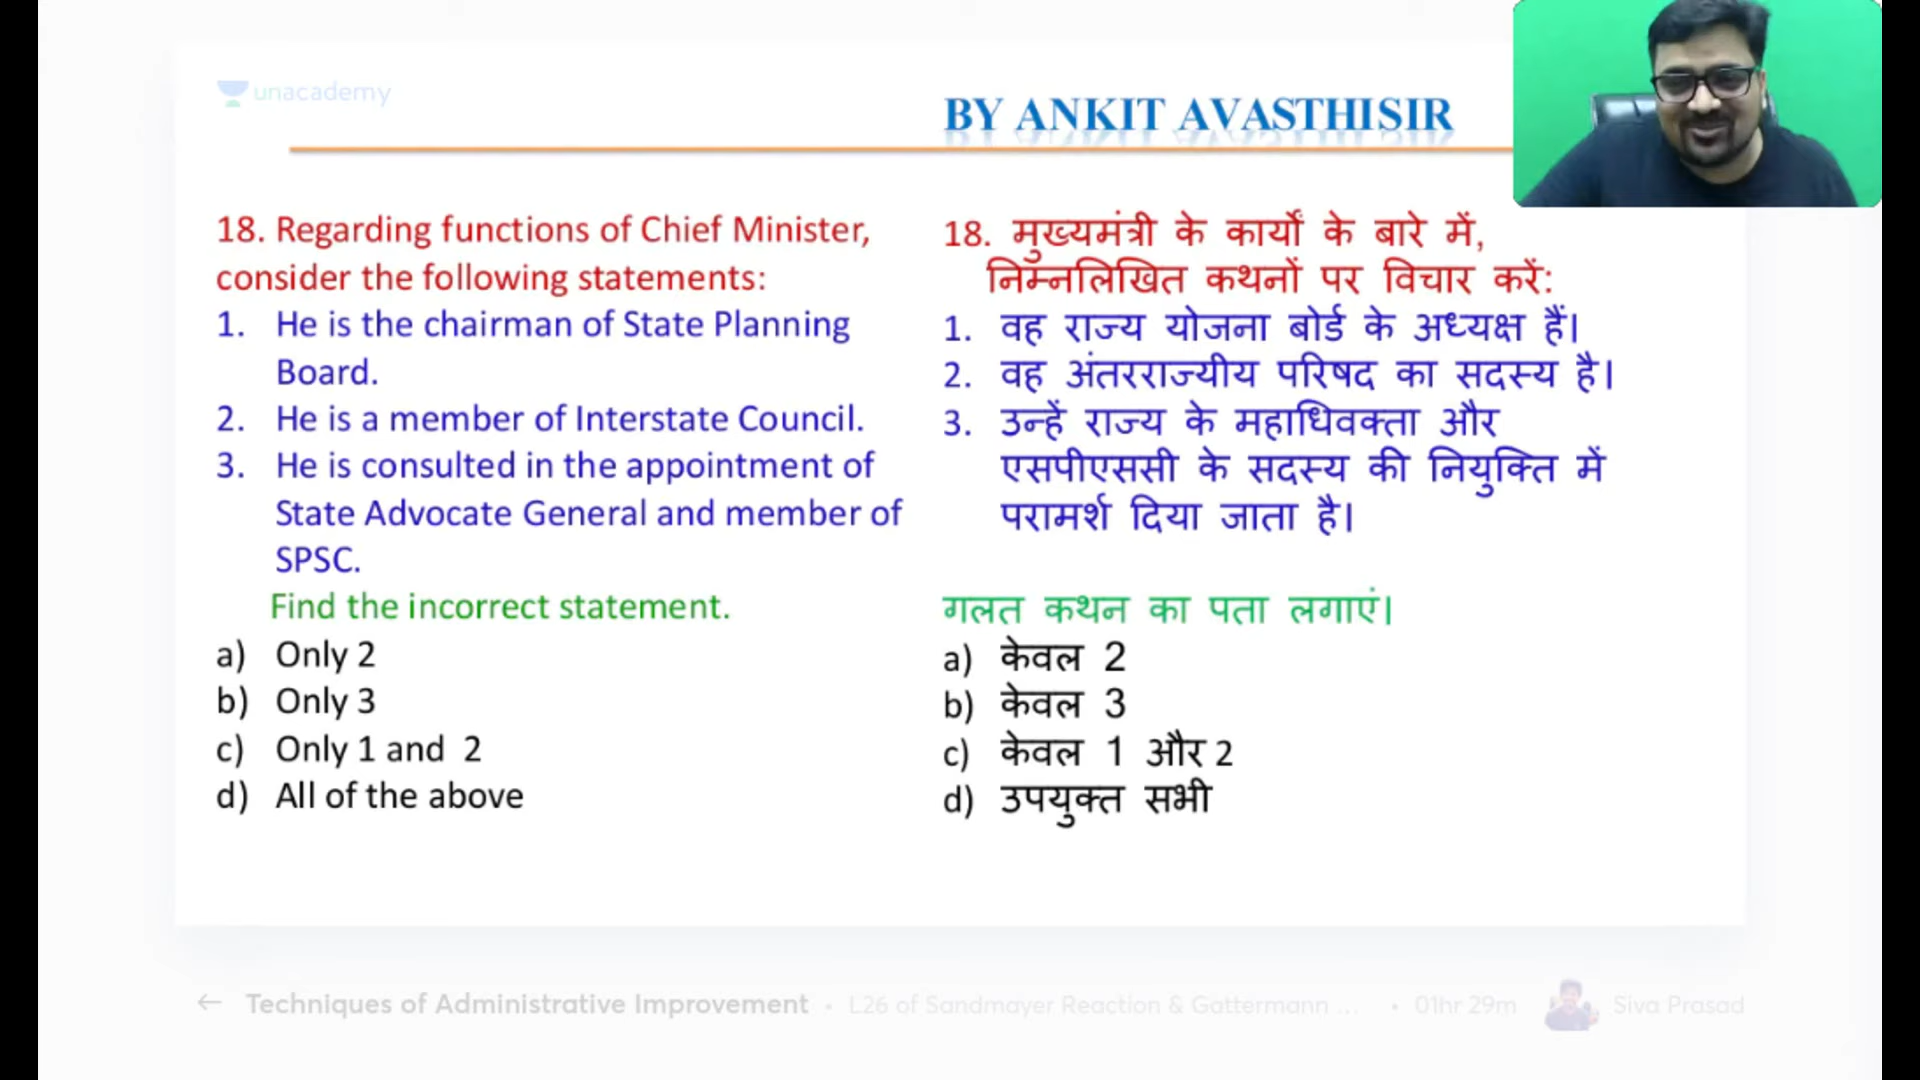 unacademy
BY ANKIT AVASTHI SIR
18. Regarding functions of Chief Minister,
consider the following statements:
1. He is the chairman of State Planning
Board.
2. He is a member of Interstate Council.
3. He is consulted in the appointment of
State Advocate General and member of
SPSC.
Find the incorrect statement.
a) Only 2
b) Only 3
c) Only 1 and 2
d) All of the above
18. मुख्यमंत्री के कार्यों के बारे में,
निम्नलिखित कथनों पर विचार करें:
1. वह राज्य योजना बोर्ड के अध्यक्ष हैं।
2. वह अंतरराज्यीय परिषद का सदस्य है।
3. उन्हें राज्य के महाधिवक्ता और
एसपीएससी के सदस्य की नियुक्ति में
परामर्श दिया जाता है।
गलत कथन का पता लगाएं।
a) केवल 2
b) केवल 3
c) केवल 1 और 2
d) उपयुक्त सभी
← Techniques of Administrative Improvement • L26 of Sandmayer Reaction & Gattermann ... • 01hr 29m Siva Prasad